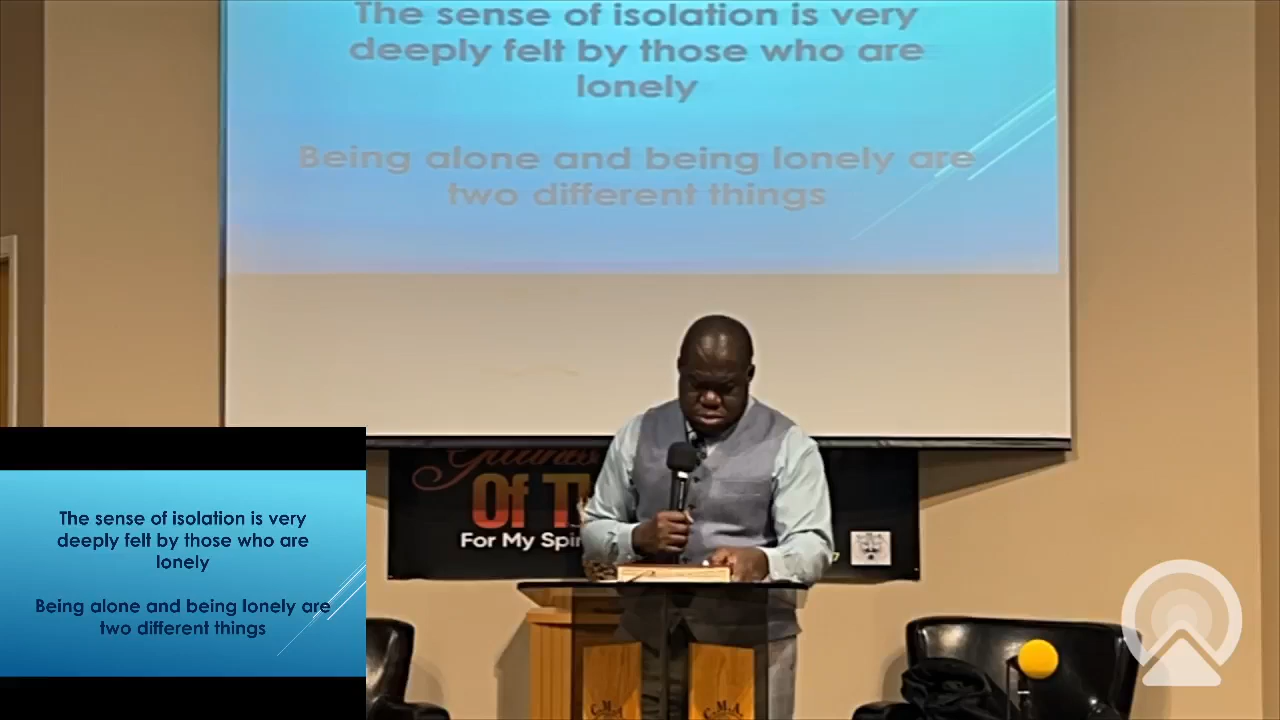 The sense of isolation is very
deeply felt by those who are
lonely
Being alone and being lonely are
two different things
Of
For My
C.M.A.
C.M.A.
The sense of isolation is very
deeply felt by those who are
lonely
Being alone and being lonely are
two different things